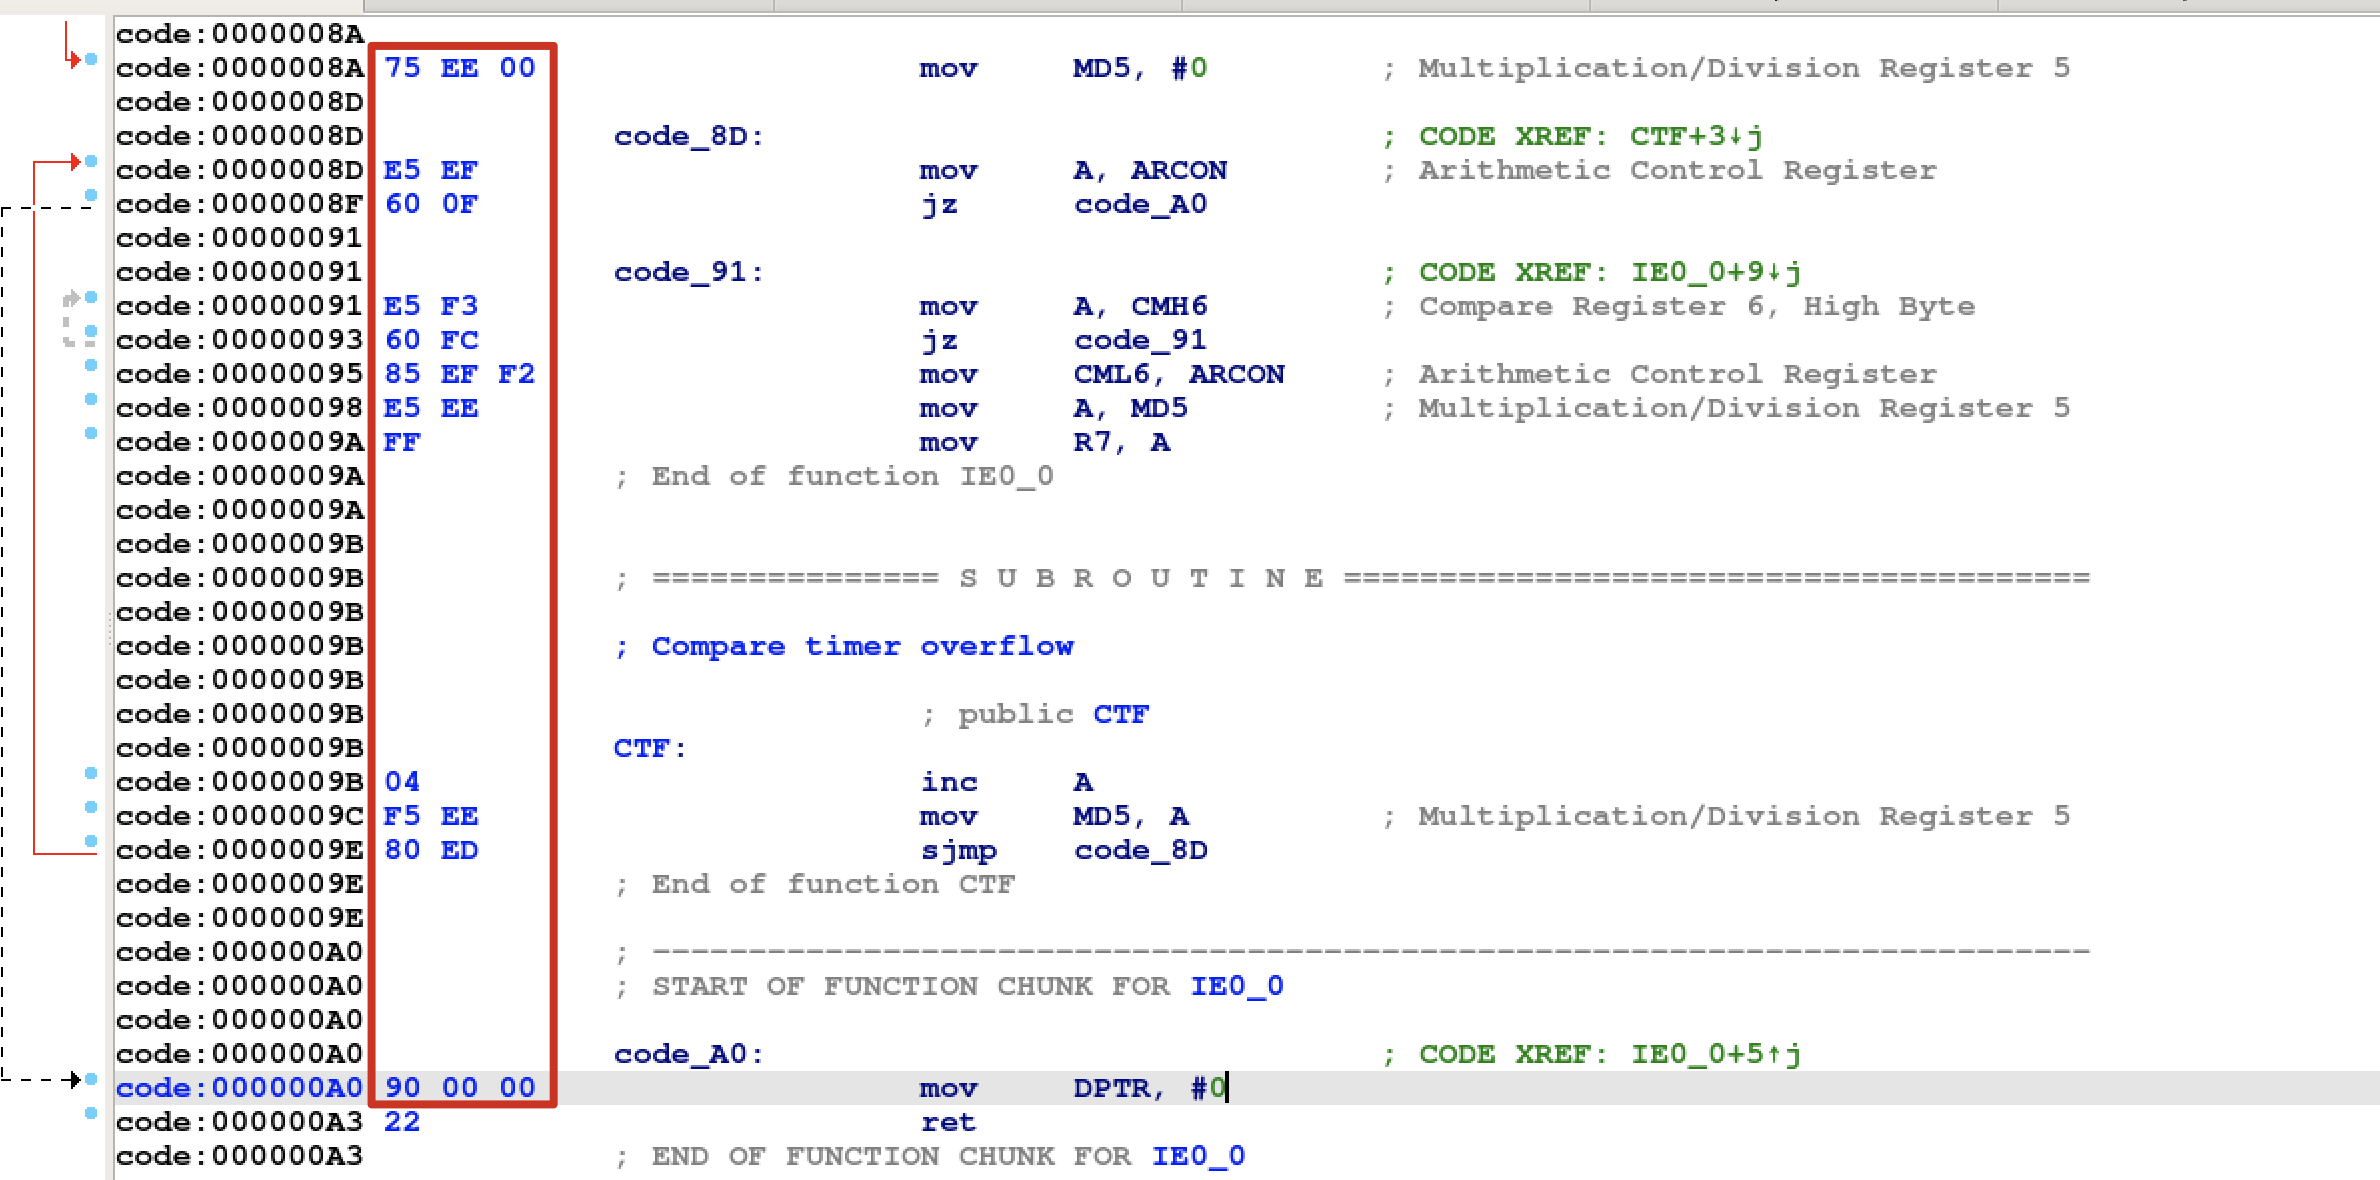 code:0000008A
code:0000008A 75 EE 00 mov MD5, #0 ; Multiplication/Division Register 5
code:0000008D
code:0000008D code_8D: ; CODE XREF: CTF+3↓j
code:0000008D E5 EF mov A, ARCON ; Arithmetic Control Register
code:0000008F 60 0F jz code_A0
code:00000091
code:00000091 code_91: ; CODE XREF: IE0_0+9↓j
code:00000091 E5 F3 mov A, CMH6 ; Compare Register 6, High Byte
code:00000093 60 FC jz code_91
code:00000095 85 EF F2 mov CML6, ARCON ; Arithmetic Control Register
code:00000098 E5 EE mov A, MD5 ; Multiplication/Division Register 5
code:0000009A FF mov R7, A
code:0000009A ; End of function IE0_0
code:0000009A
code:0000009B
code:0000009B ; =============== S U B R O U T I N E =======================================
code:0000009B
code:0000009B ; Compare timer overflow
code:0000009B
code:0000009B ; public CTF
code:0000009B CTF:
code:0000009B 04 inc A
code:0000009C F5 EE mov MD5, A ; Multiplication/Division Register 5
code:0000009E 80 ED sjmp code_8D
code:0000009E ; End of function CTF
code:0000009E
code:000000A0 ; ---------------------------------------------------------------------------
code:000000A0 ; START OF FUNCTION CHUNK FOR IE0_0
code:000000A0
code:000000A0 code_A0: ; CODE XREF: IE0_0+5↑j
code:000000A0 90 00 00 mov DPTR, #0
code:000000A3 22 ret
code:000000A3 ; END OF FUNCTION CHUNK FOR IE0_0